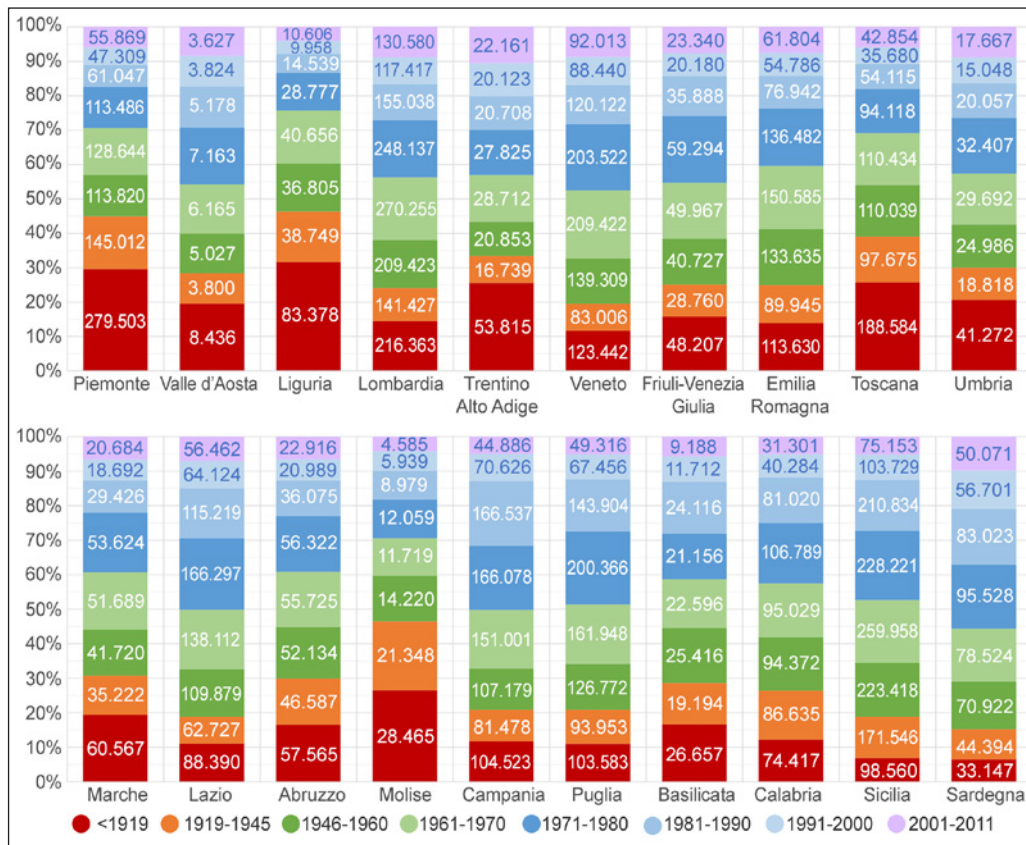 100%
55.869 3.627 10.606 130.580 22.161 92.013 23.340 61.804 42.854 17.667
90%
47.309 3.824 9.958 117.417 20.123 88.440 20.180 54.786 35.680 15.048
80%
61.047 5.178 14.539 155.038 20.708 120.122 35.888 76.942 54.115 20.057
70%
113.486 7.163 28.777 248.137 27.825 203.522 59.294 136.482 94.118 32.407
60%
128.644 6.165 40.656 270.255 28.712 209.422 49.967 150.585 110.434 29.692
50%
113.820 5.027 36.805 209.423 20.853 139.309 40.727 133.635 110.039 24.986
40%
145.012 3.800 38.749 141.427 16.739 83.006 28.760 89.945 97.675 18.818
30%
20%
279.503 8.436 83.378 216.363 53.815 123.442 48.207 113.630 188.584 41.272
10%
0%
Piemonte Valle d'Aosta Liguria Lombardia Trentino Veneto Friuli-Venezia Emilia Toscana Umbria
Alto Adige Giulia Romagna
100%
20.684 56.462 22.916 4.585 44.886 49.316 9.188 31.301 75.153 50.071
90%
18.692 64.124 20.989 5.939 70.626 67.456 11.712 40.284 103.729 56.701
80%
29.426 115.219 36.075 8.979 166.537 143.904 24.116 81.020 210.834 83.023
70%
53.624 166.297 56.322 12.059 166.078 200.366 21.156 106.789 228.221 95.528
60%
51.689 138.112 55.725 11.719 151.001 161.948 22.596 95.029 259.958 78.524
50%
41.720 109.879 52.134 14.220 107.179 126.772 25.416 94.372 223.418 70.922
40%
30%
35.222 62.727 46.587 21.348 81.478 93.953 19.194 86.635 171.546 44.394
20%
60.567 88.390 57.565 28.465 104.523 103.583 26.657 74.417 98.560 33.147
10%
0%
Marche Lazio Abruzzo Molise Campania Puglia Basilicata Calabria Sicilia Sardegna
<1919 1919-1945 1946-1960 1961-1970 1971-1980 1981-1990 1991-2000 2001-2011